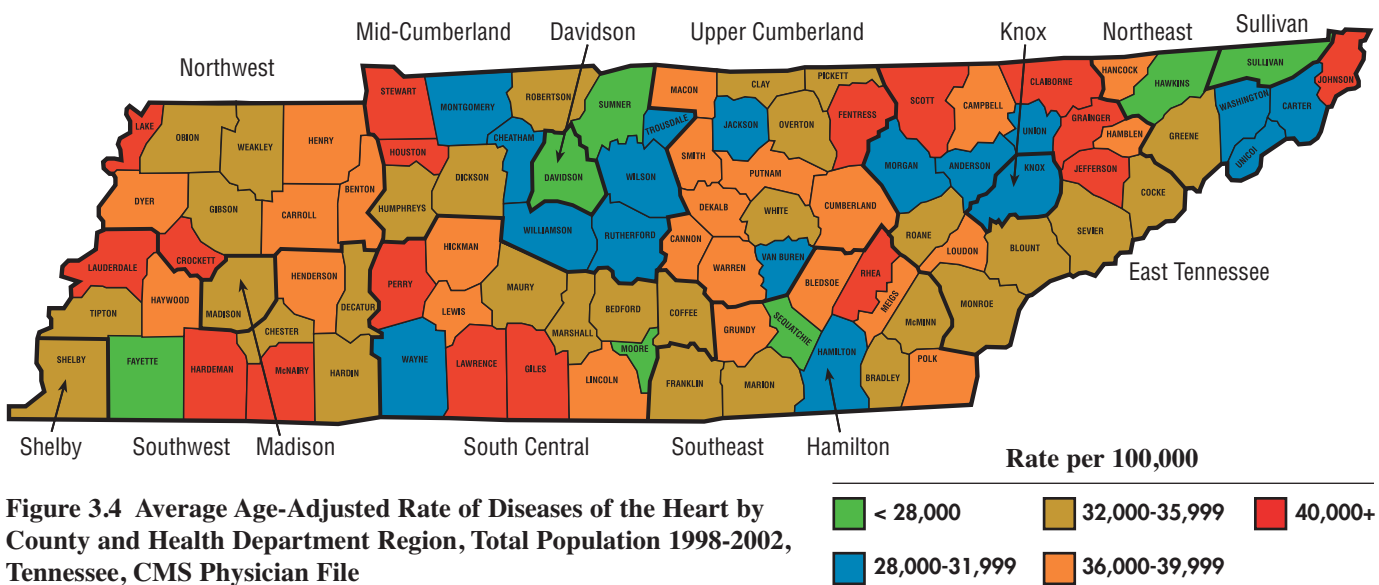 Mid-Cumberland Davidson Upper Cumberland Knox Northeast Sullivan
Northwest
STEWART
MONTGOMERY
ROBERTSON
SUMNER
MACON
CLAY
PICKETT
SCOTT
CAMPBELL
CLAIBORNE
HANCOCK
HAWKINS
SULLIVAN
JOHNSON
LAKE
OBION
WEAKLEY
HENRY
HOUSTON
CHEATHAM
TROUSDALE
JACKSON
OVERTON
FENTRESS
UNION
GRAINGER
HAMBLEN
GREENE
WASHINGTON
CARTER
UNICOI
DYER
GIBSON
CARROLL
BENTON
HUMPHREYS
DICKSON
DAVIDSON
WILSON
SMITH
PUTNAM
MORGAN
ANDERSON
KNOX
JEFFERSON
COCKE
LAUDERDALE
CROCKETT
HICKMAN
WILLIAMSON
RUTHERFORD
DEKALB
WHITE
CUMBERLAND
ROANE
LOUDON
BLOUNT
SEVIER
East Tennessee
TIPTON
HAYWOOD
MADISON
HENDERSON
DECATUR
PERRY
LEWIS
MAURY
CANNON
WARREN
VAN BUREN
BLEDSOE
RHEA
MEIGS
McMINN
MONROE
CHESTER
MARSHALL
BEDFORD
COFFEE
GRUNDY
SEQUATCHIE
SHELBY
FAYETTE
HARDEMAN
McNAIRY
HARDIN
WAYNE
LAWRENCE
GILES
LINCOLN
MOORE
FRANKLIN
MARION
HAMILTON
BRADLEY
POLK
Shelby Southwest Madison South Central Southeast Hamilton
Rate per 100,000
< 28,000 32,000-35,999 40,000+
28,000-31,999 36,000-39,999
Figure 3.4 Average Age-Adjusted Rate of Diseases of the Heart by
County and Health Department Region, Total Population 1998-2002,
Tennessee, CMS Physician File